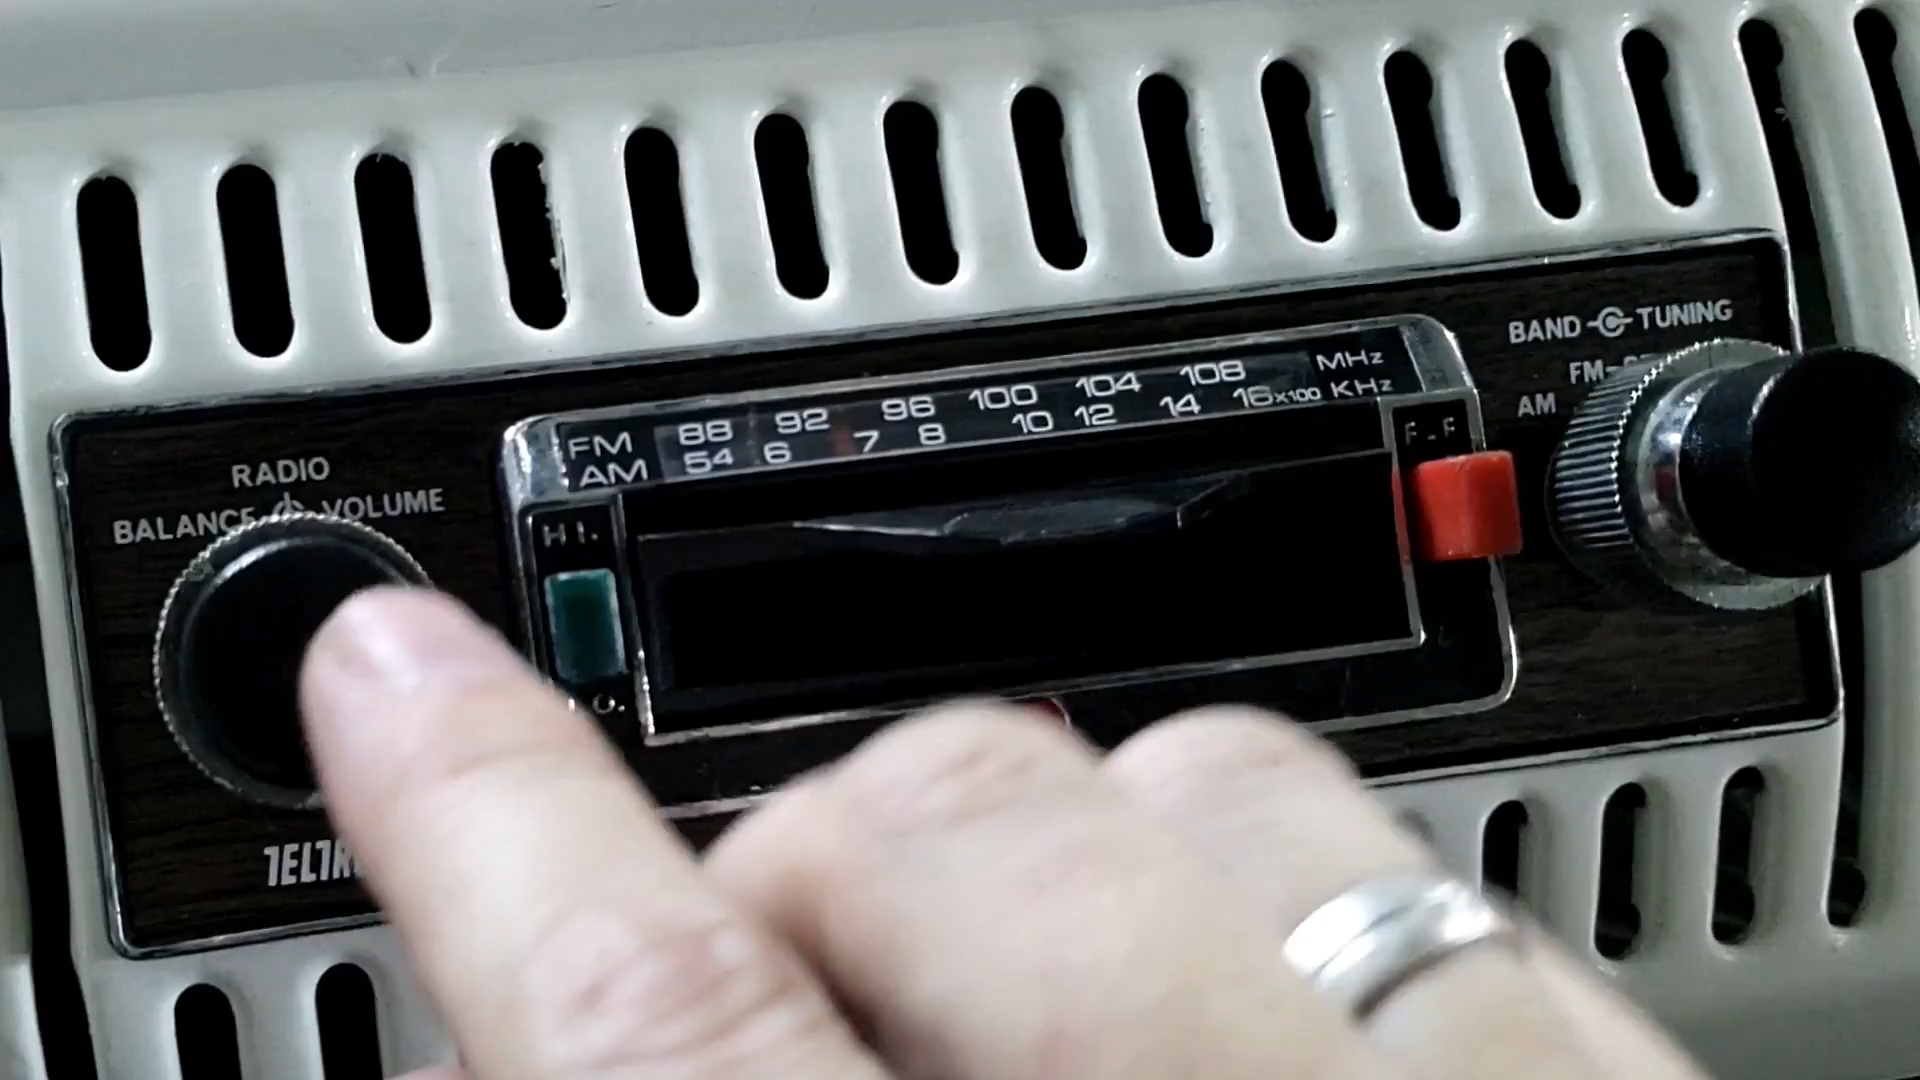 RADIO
BALANCE VOLUME
FM 88 92 96 100 104 108 MHz
AM 54 6 7 8 10 12 14 16x100 KHz
HI.
F-F
BAND TUNING
AM